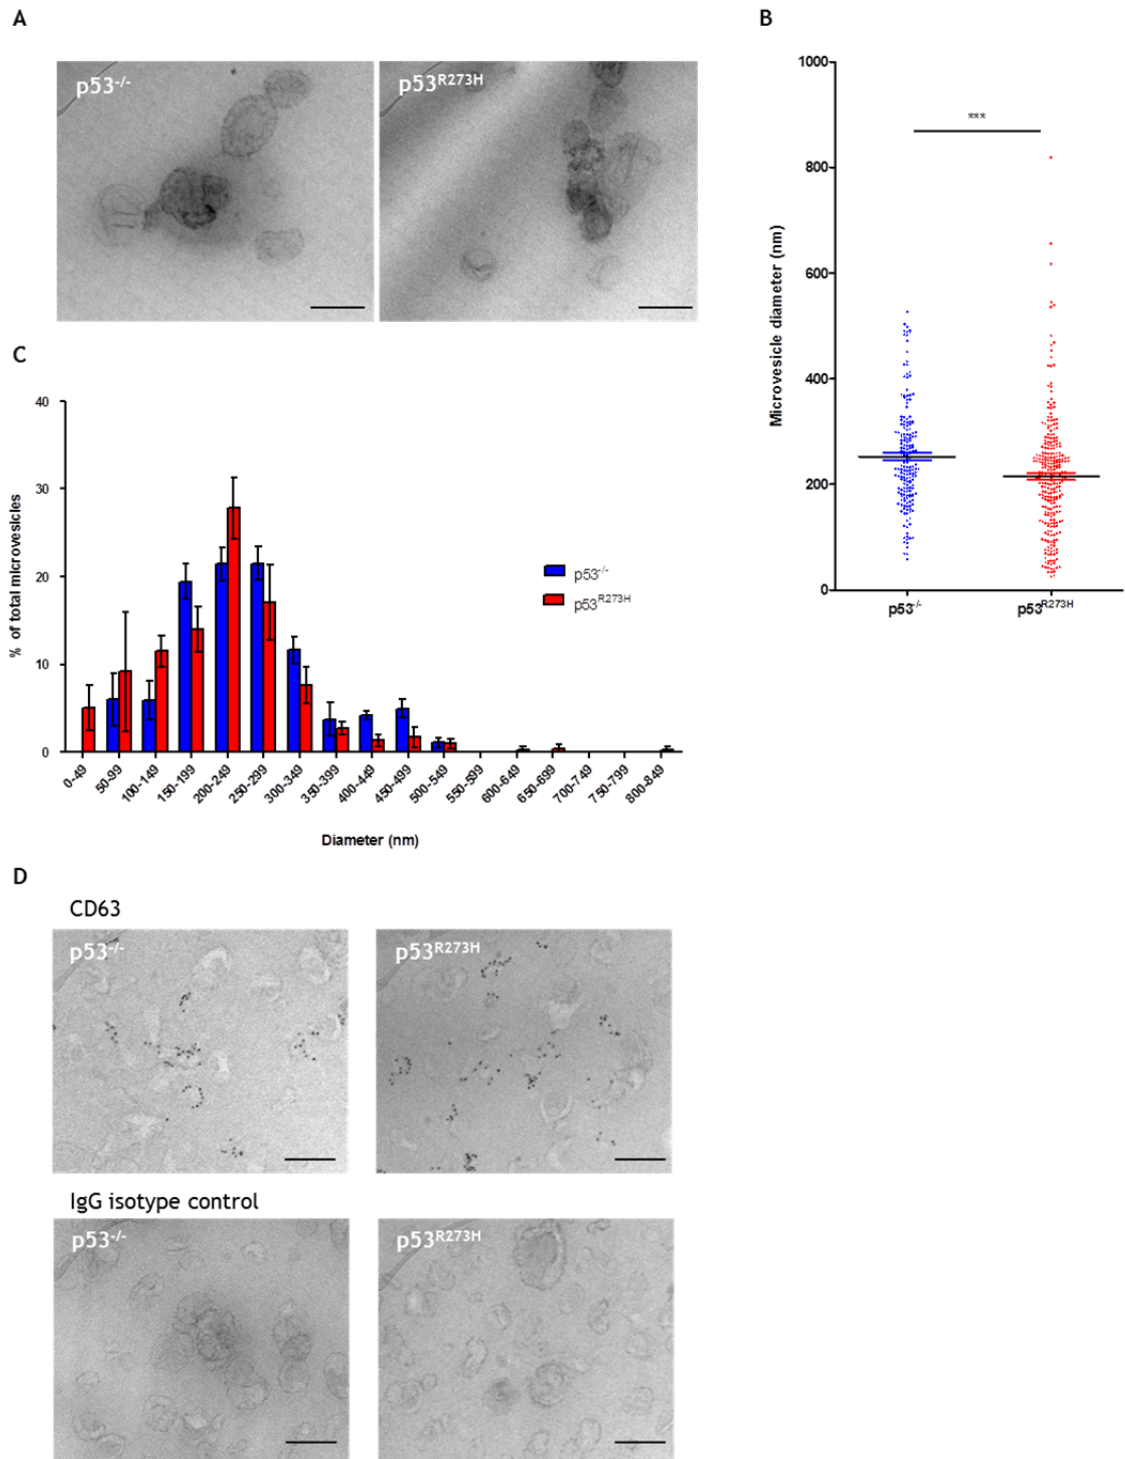 A
B
p53-/-
p53R273H
1000
800
600
400
200
0
Microvesicle diameter (nm)
***
p53-/-
p53R273H
C
40
30
20
10
0
% of total microvesicles
p53-/-
p53R273H
0-49
50-99
100-149
150-199
200-249
250-299
300-349
350-399
400-449
450-499
500-549
550-599
600-649
650-699
700-749
750-799
800-849
Diameter (nm)
D
CD63
p53-/-
p53R273H
IgG isotype control
p53-/-
p53R273H